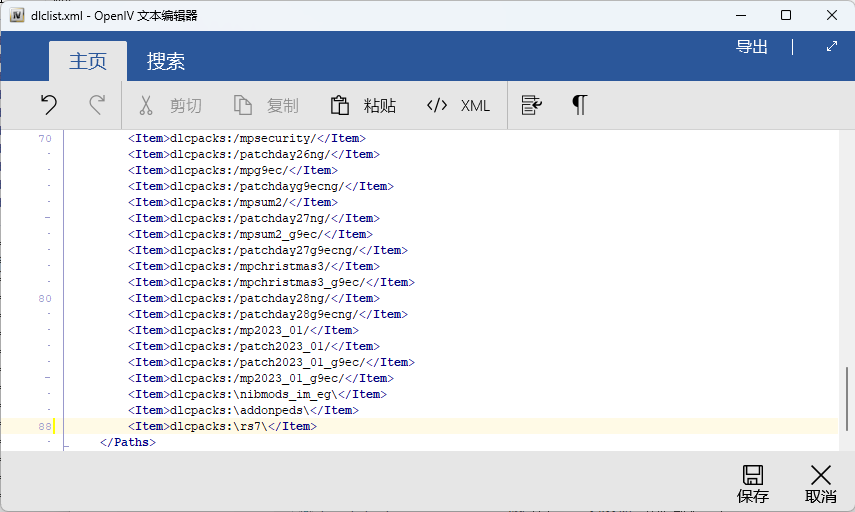 dlclist.xml - OpenIV 文本编辑器
主页 搜索 导出
剪切 复制 粘贴 </> XML ¶
70 <Item>dlcpacks:/mpsecurity/</Item>
- <Item>dlcpacks:/patchday26ng/</Item>
- <Item>dlcpacks:/mpg9ec/</Item>
- <Item>dlcpacks:/patchdayg9ecng/</Item>
- <Item>dlcpacks:/mpsum2/</Item>
- <Item>dlcpacks:/patchday27ng/</Item>
- <Item>dlcpacks:/mpsum2_g9ec/</Item>
- <Item>dlcpacks:/patchday27g9ecng/</Item>
- <Item>dlcpacks:/mpchristmas3/</Item>
- <Item>dlcpacks:/mpchristmas3_g9ec/</Item>
80 <Item>dlcpacks:/patchday28ng/</Item>
- <Item>dlcpacks:/patchday28g9ecng/</Item>
- <Item>dlcpacks:/mp2023_01/</Item>
- <Item>dlcpacks:/patch2023_01/</Item>
- <Item>dlcpacks:/patch2023_01_g9ec/</Item>
- <Item>dlcpacks:/mp2023_01_g9ec/</Item>
- <Item>dlcpacks:\nibmods_im_eg\</Item>
- <Item>dlcpacks:\addonpeds\</Item>
88 <Item>dlcpacks:\rs7\</Item>
- </Paths>
保存 取消